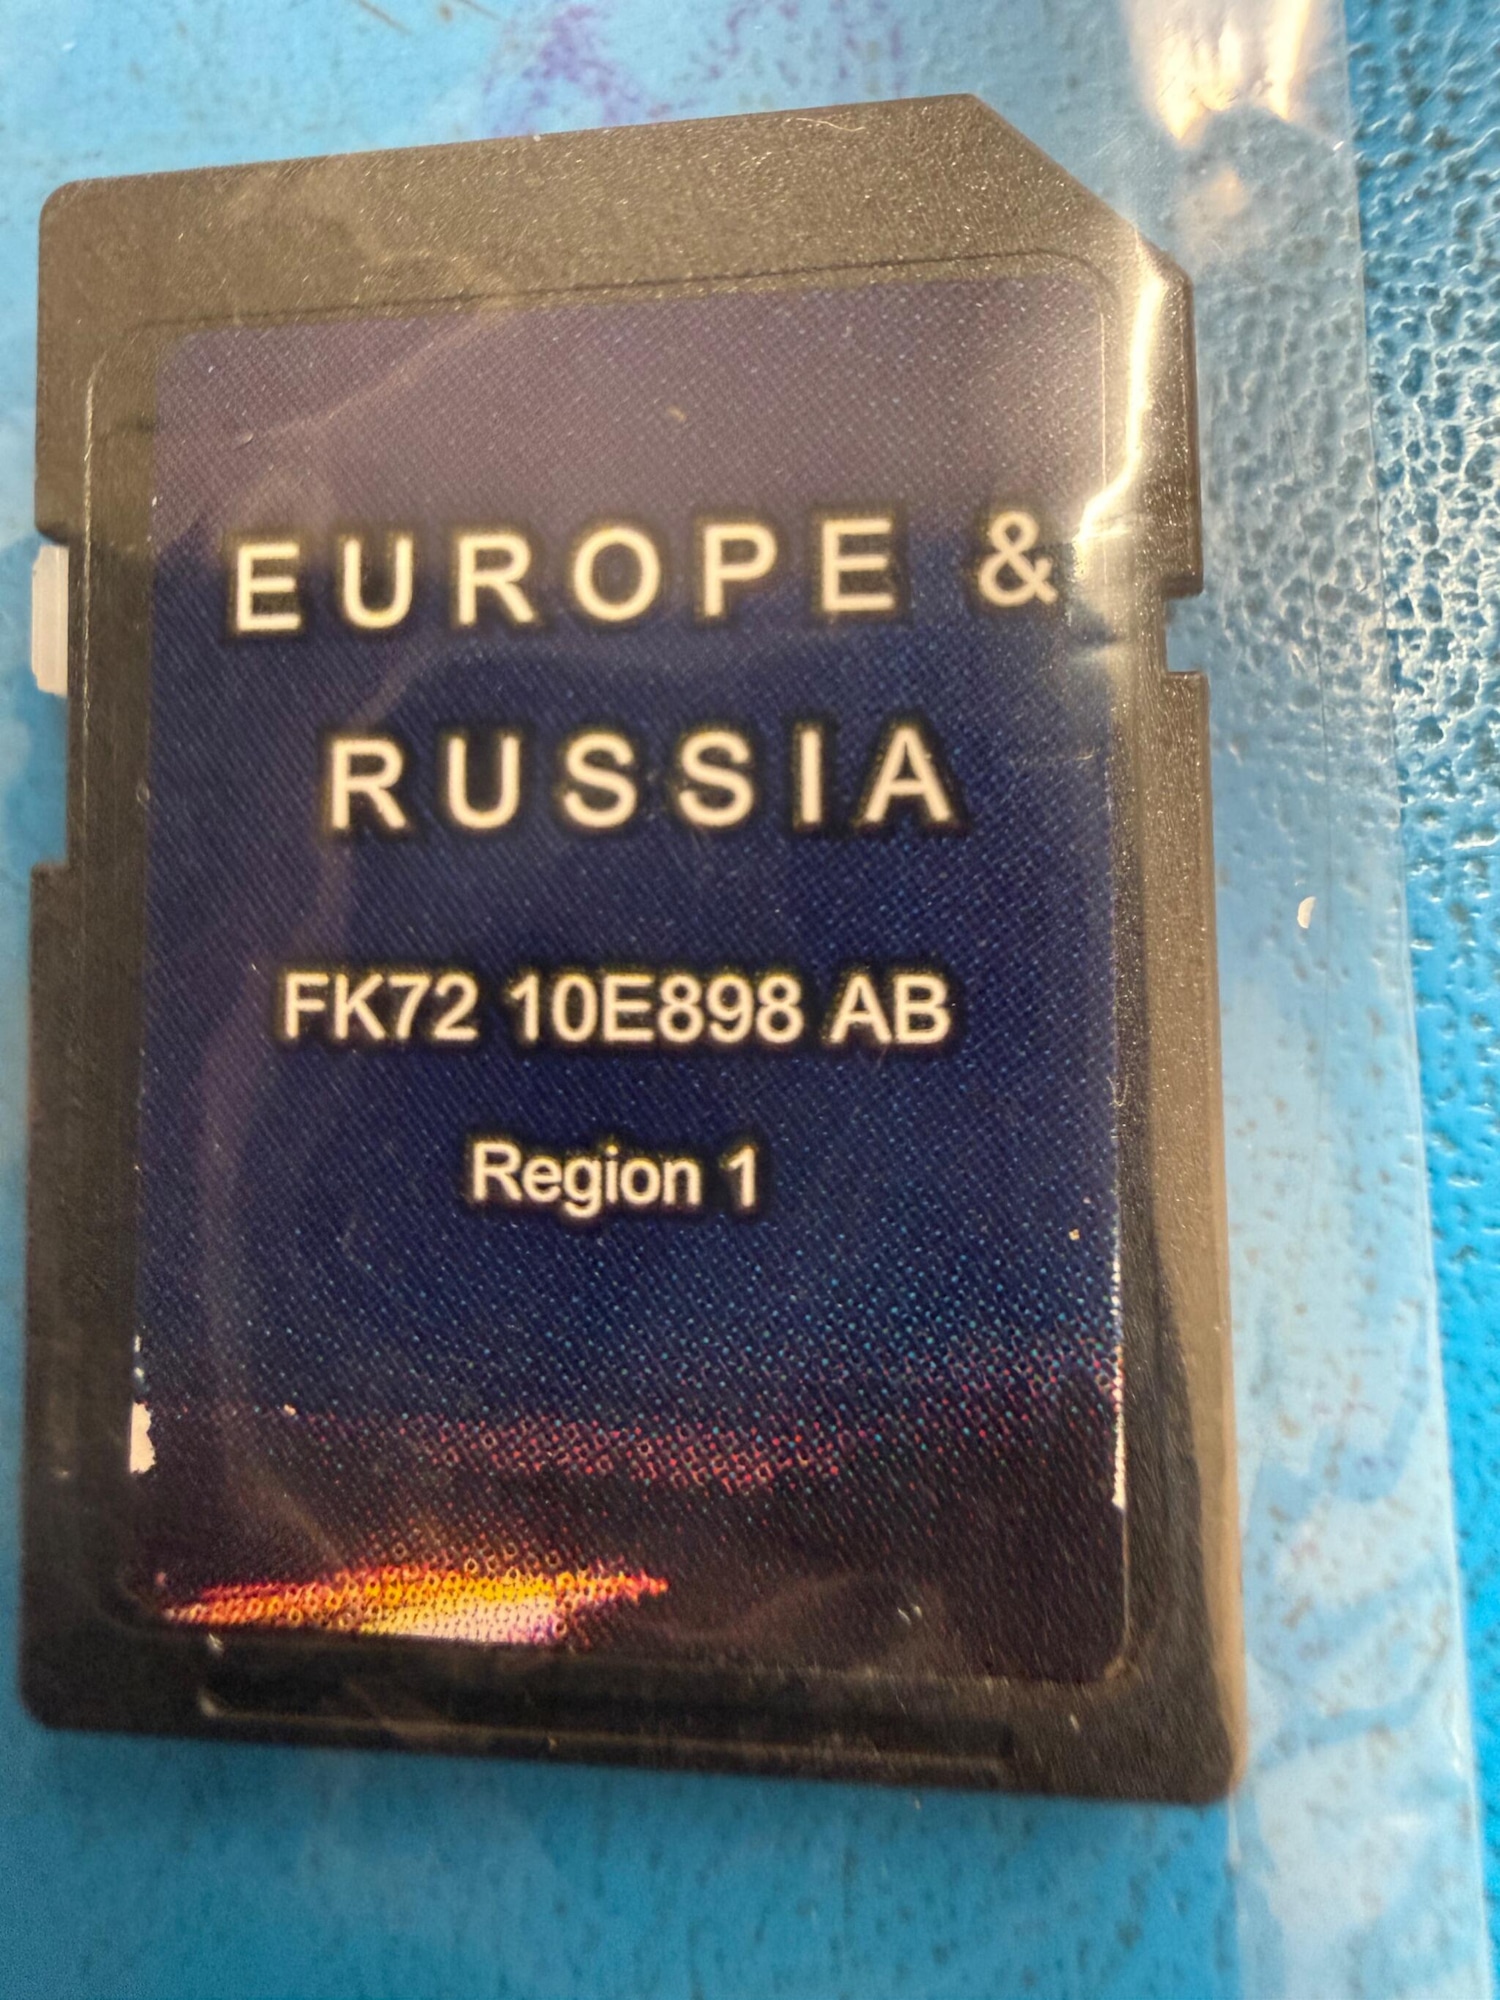 EUROPE &
RUSSIA
FK72 10E898 AB
Region 1